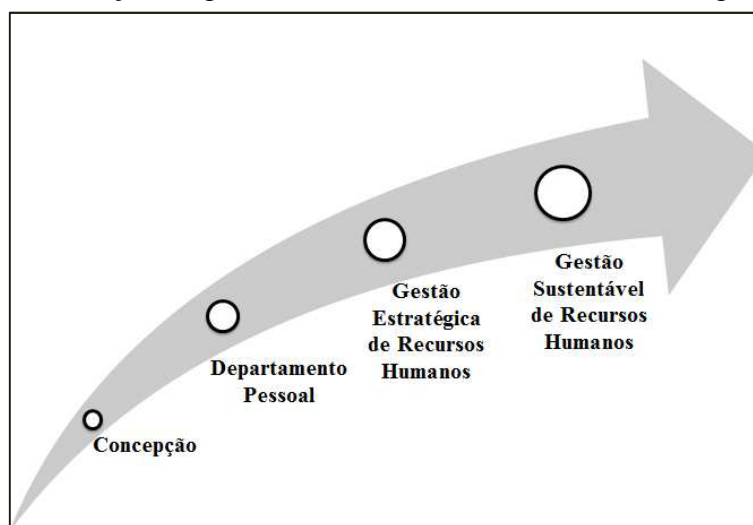 Concepção
Departamento
Pessoal
Gestão
Estratégica
de Recursos
Humanos
Gestão
Sustentável
de Recursos
Humanos